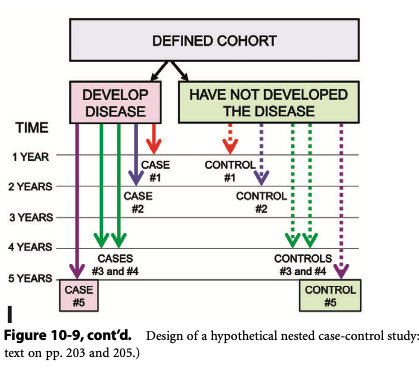 DEFINED COHORT
DEVELOP
DISEASE
HAVE NOT DEVELOPED
THE DISEASE
TIME
1 YEAR
CASE
#1
CONTROL
#1
2 YEARS
CASE
#2
CONTROL
#2
3 YEARS
4 YEARS
CASES
#3 and #4
CONTROLS
#3 and #4
5 YEARS
CASE
#5
CONTROL
#5
I
Figure 10-9, cont'd. Design of a hypothetical nested case-control study:
text on pp. 203 and 205.)